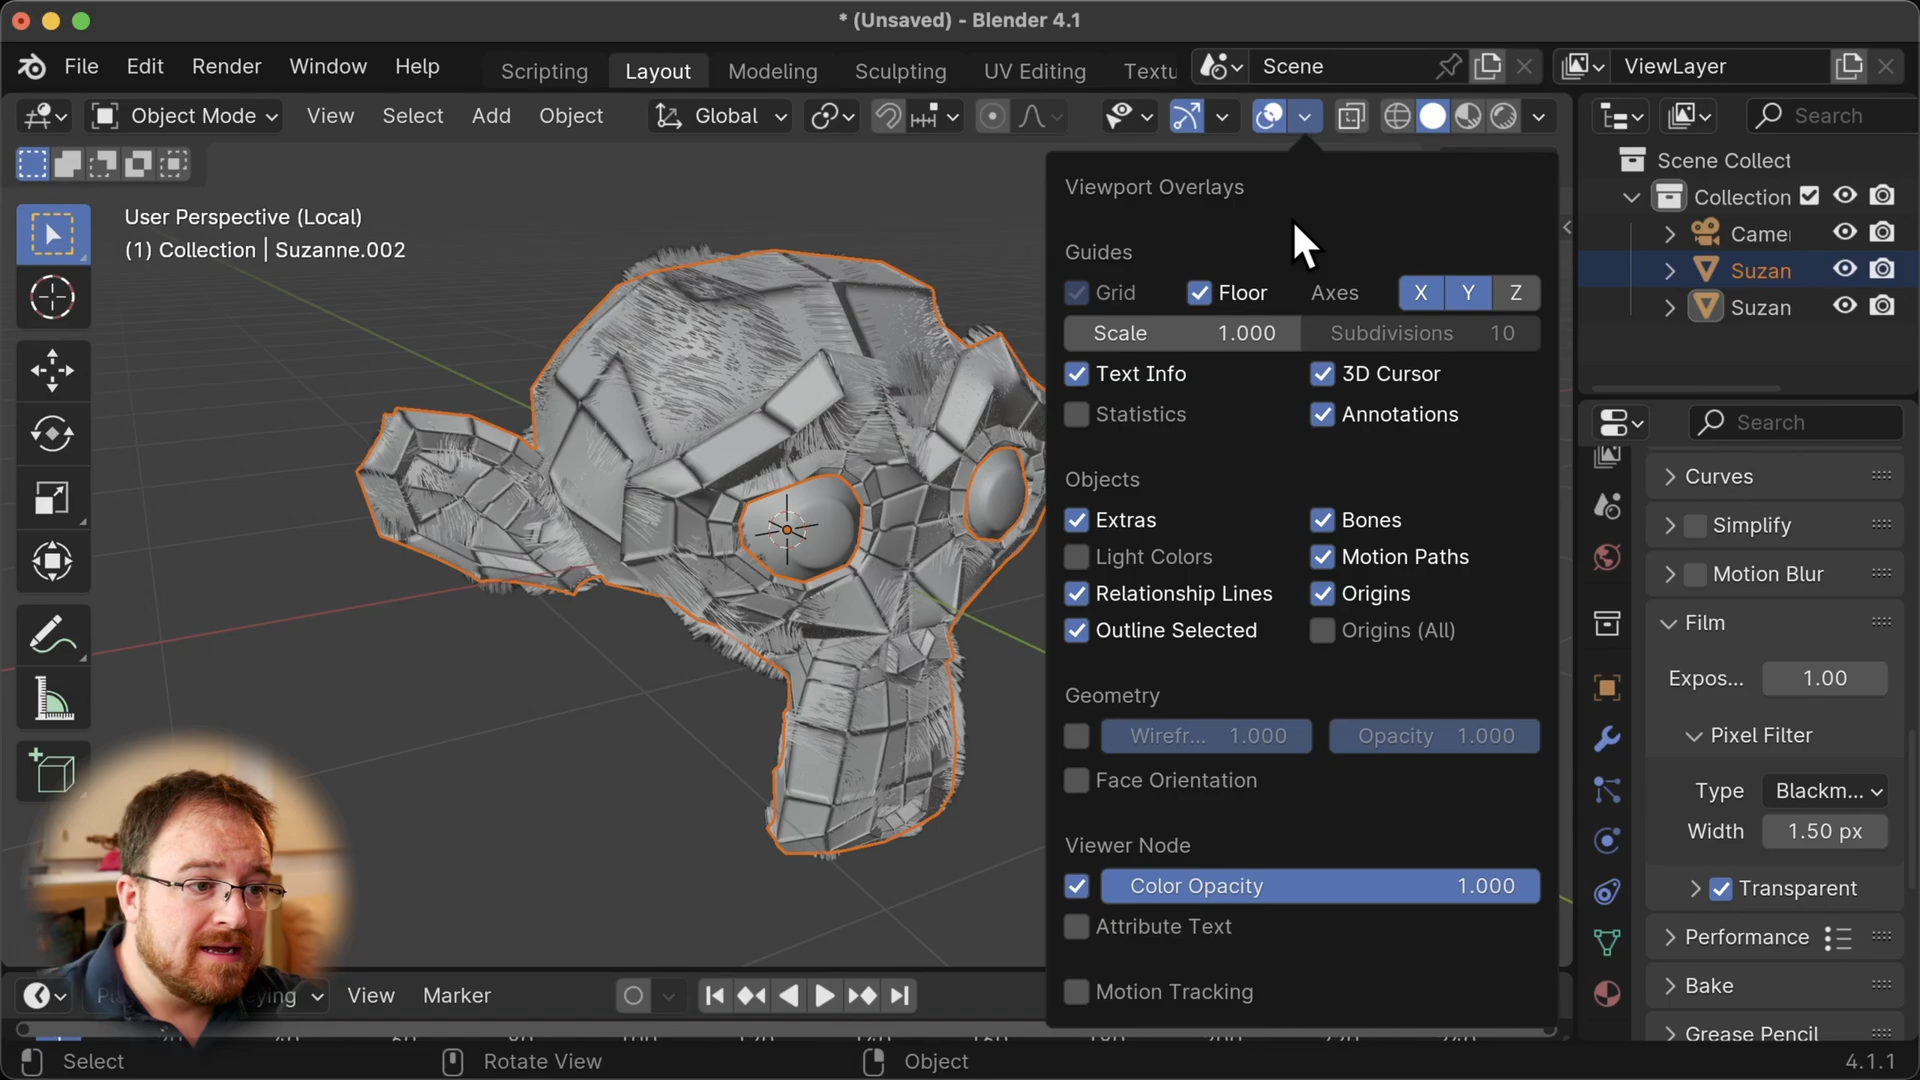 * (Unsaved) - Blender 4.1
File Edit Render Window Help
Scripting Layout Modeling Sculpting UV Editing Textu
Scene
ViewLayer
Object Mode View Select Add Object Global
Search
User Perspective (Local)
(1) Collection | Suzanne.002
Viewport Overlays
Guides
Grid Floor Axes X Y Z
Scale 1.000 Subdivisions 10
Text Info 3D Cursor
Statistics Annotations
Objects
Extras Bones
Light Colors Motion Paths
Relationship Lines Origins
Outline Selected Origins (All)
Geometry
Wirefr... 1.000 Opacity 1.000
Face Orientation
Viewer Node
Color Opacity 1.000
Attribute Text
Motion Tracking
Scene Collect
Collection
Came
Suzan
Suzan
Search
Curves
Simplify
Motion Blur
Film
Expos... 1.00
Pixel Filter
Type Blackm...
Width 1.50 px
Transparent
Performance
Bake
Grease Pencil
View Marker
Select Rotate View Object 4.1.1